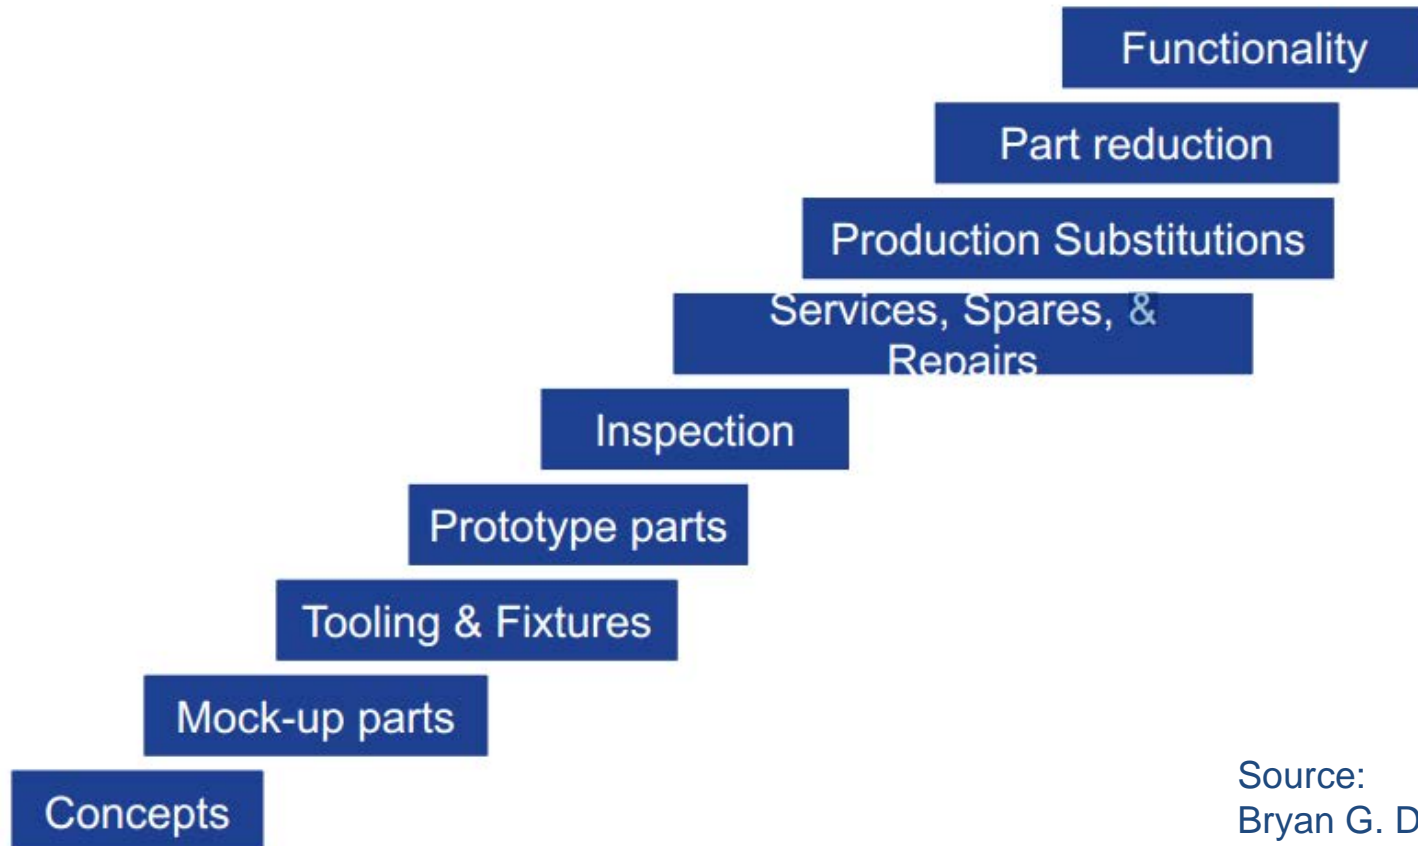 Functionality
Part reduction
Production Substitutions
Services, Spares, &
Repairs
Inspection
Prototype parts
Tooling & Fixtures
Mock-up parts
Concepts
Source:
Bryan G. D